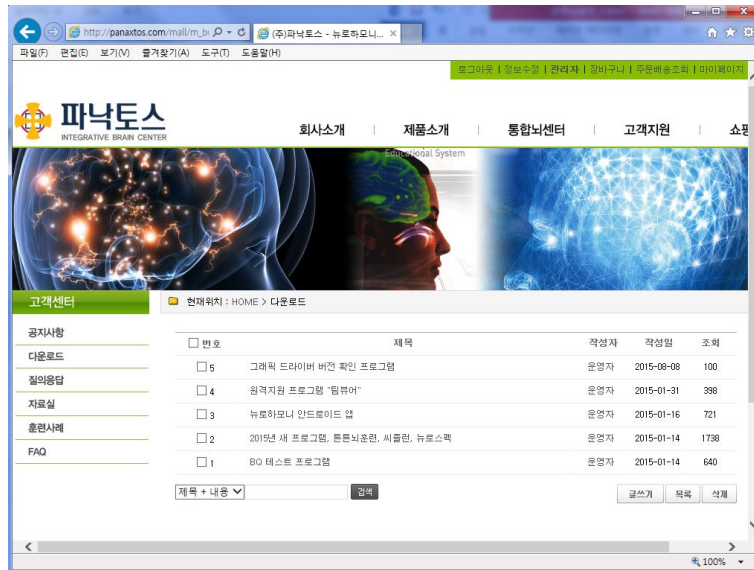 http://panaxtos.com/mall/m_b
(주)파낙토스 - 뉴로하모니...
파일(F) 편집(E) 보기(V) 즐겨찾기(A) 도구(T) 도움말(H)
로그아웃 | 정보수정 | 관리자 | 장바구니 | 주문배송조회 | 마이페이지
파낙토스
INTEGRATIVE BRAIN CENTER
회사소개 | 제품소개 | 통합뇌센터 | 고객지원 |
Educational System
고객센터
현재위치 : HOME > 다운로드
공지사항
다운로드
질의응답
자료실
훈련사례
FAQ
번호 제목 작성자 작성일 조회
5 그래픽 드라이버 버전 확인 프로그램 운영자 2015-08-08 100
4 원격지원 프로그램 "팀뷰어" 운영자 2015-01-31 398
3 뉴로하모니 안드로이드 앱 운영자 2015-01-16 721
2 2015년 새 프로그램, 튼튼뇌훈련, 씨플런, 뉴로스펙 운영자 2015-01-14 1738
1 BQ 테스트 프로그램 운영자 2015-01-14 640
제목 + 내용 검색 글쓰기 목록 삭제
100%